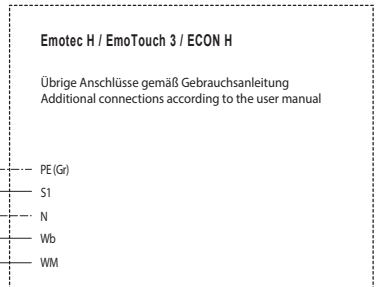 Emotec H / EmoTouch 3 / ECON H
Übrige Anschlüsse gemäß Gebrauchsanleitung
Additional connections according to the user manual
PE (Gr)
S1
N
Wb
WM